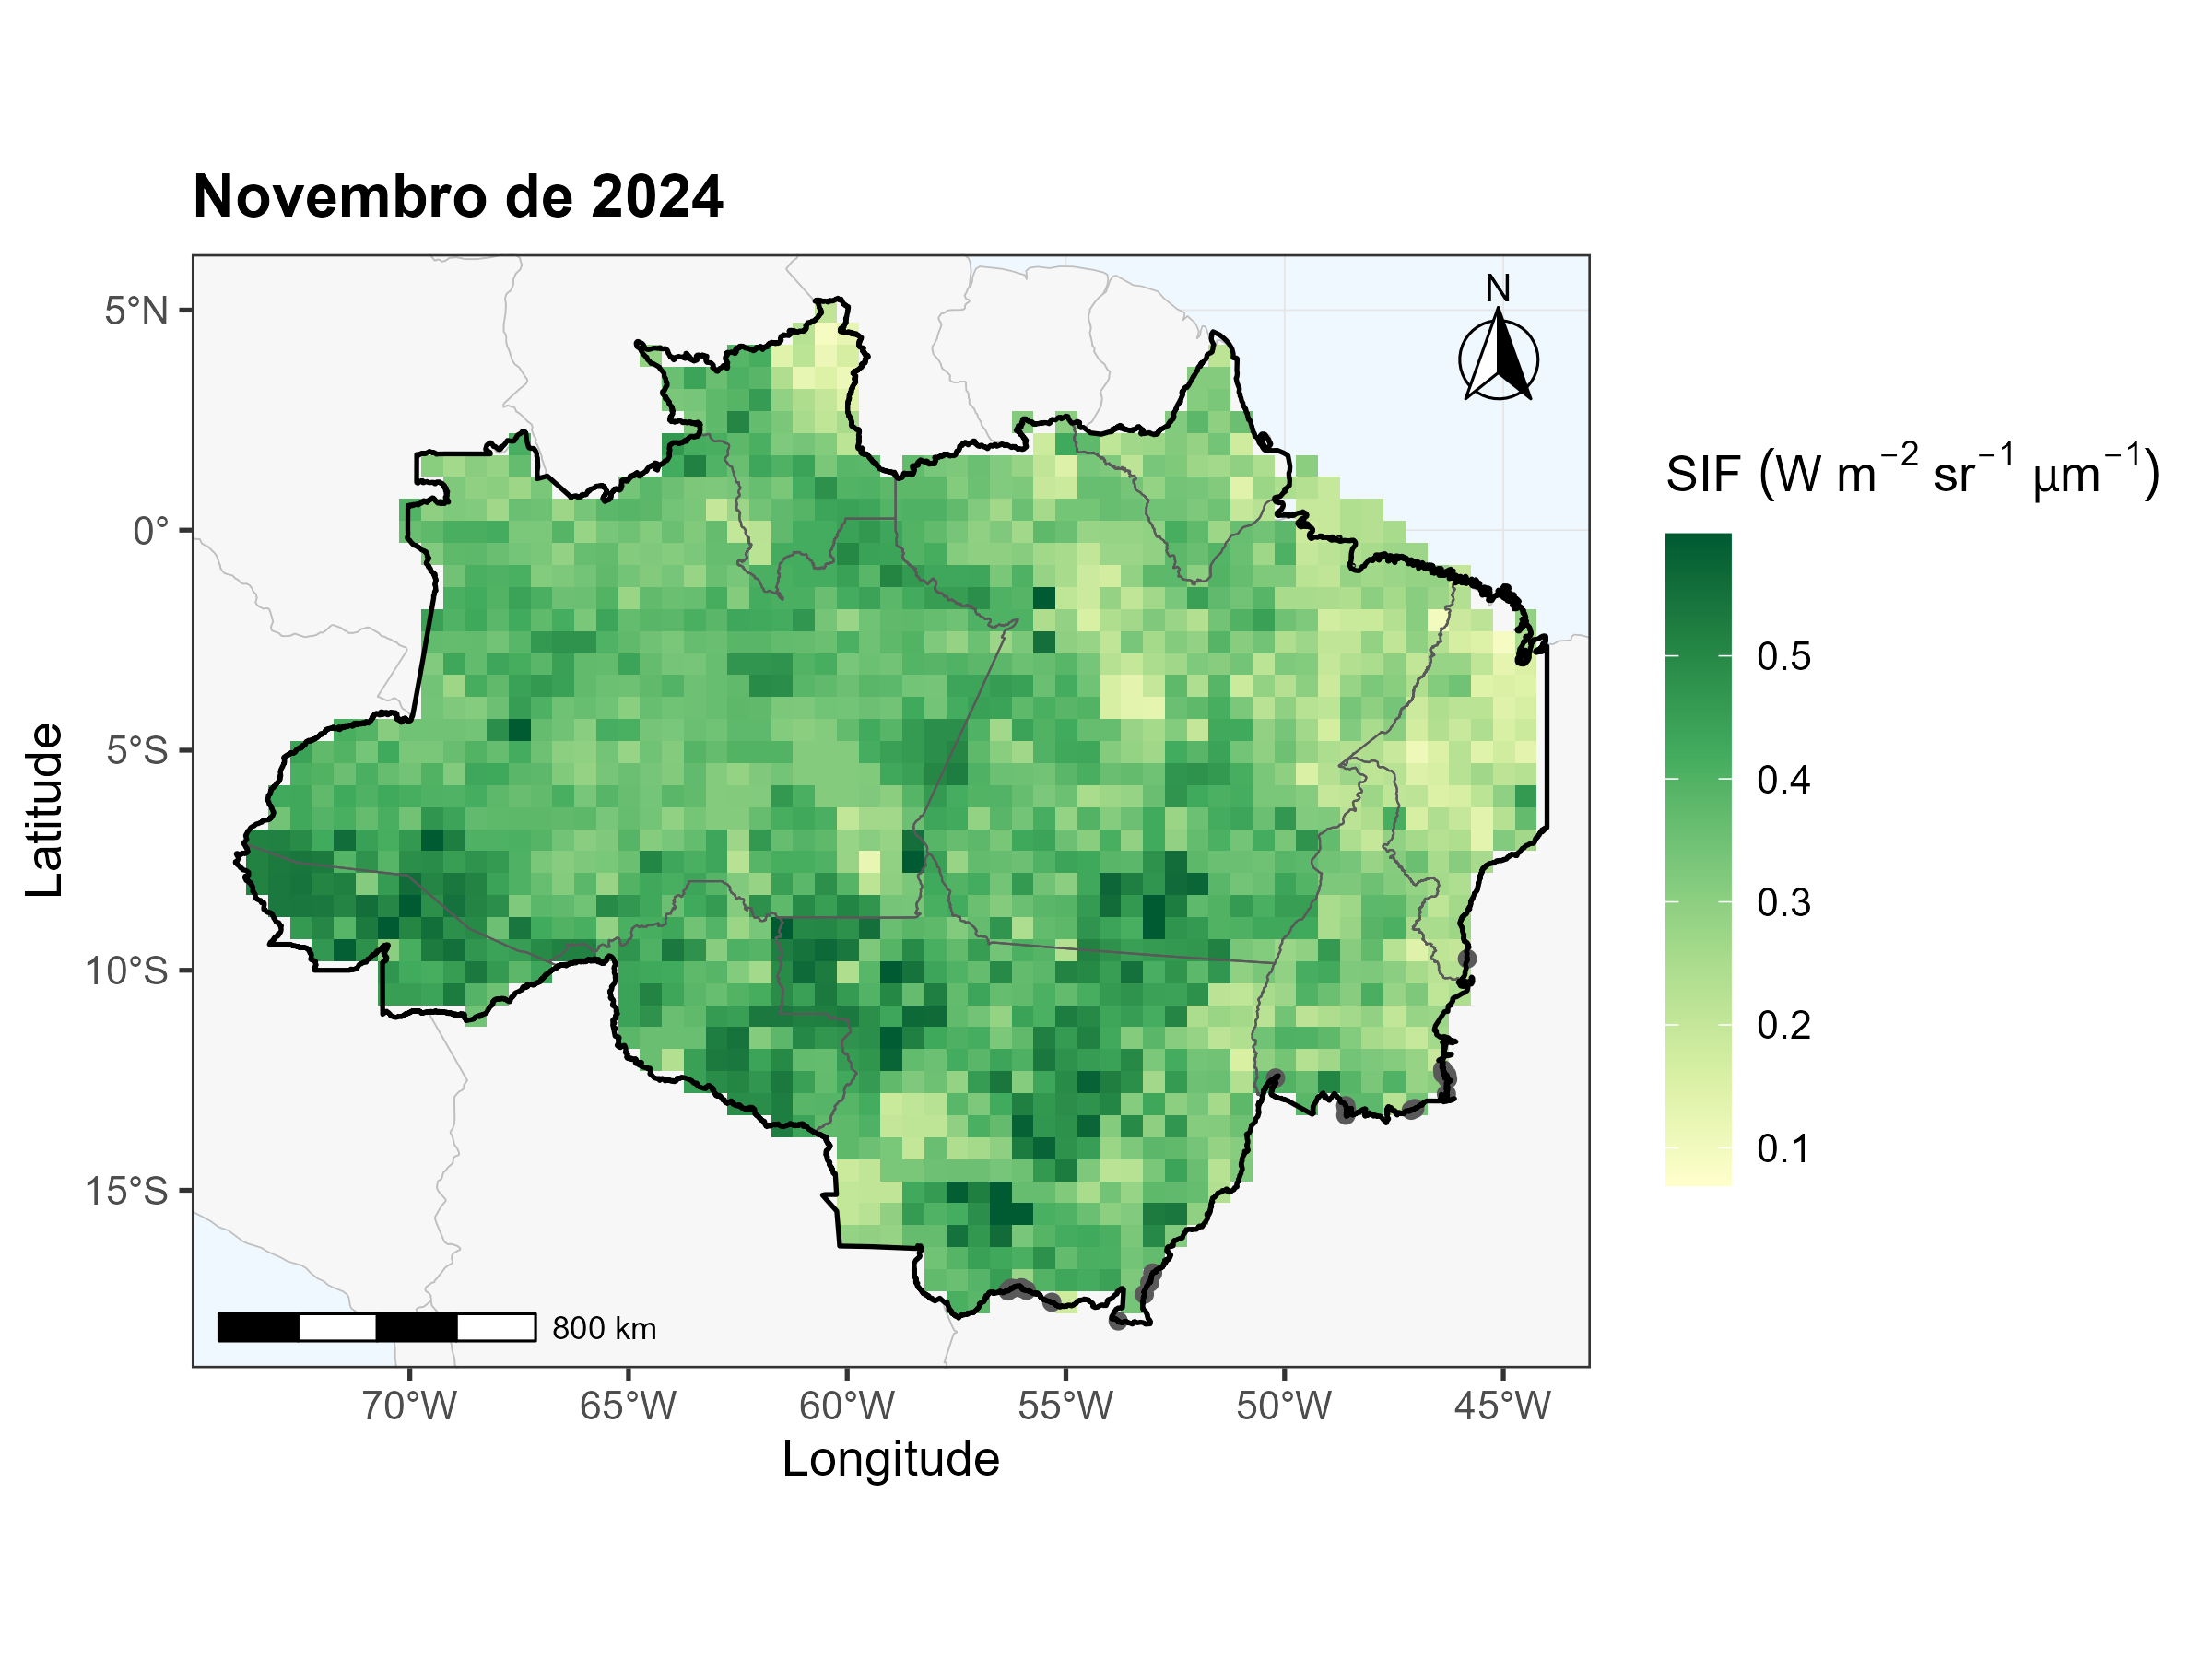 Novembro de 2024
N
5°N
0°
5°S
10°S
15°S
Latitude
800 km
70°W 65°W 60°W 55°W 50°W 45°W
Longitude
SIF (W m⁻² sr⁻¹ µm⁻¹)
0.5
0.4
0.3
0.2
0.1